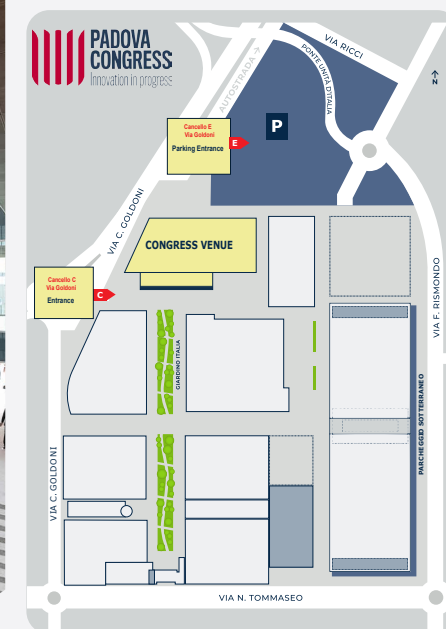 PADOVA
CONGRESS
Innovation in progress
VIA RICCI
PONTE UNITÀ D'ITALIA
AUTOSTRADA →
N
P
Cancello E
Via Goldoni
Parking Entrance
E
VIA C. GOLDONI
CONGRESS VENUE
Cancello C
Via Goldoni
Entrance
C
VIA F. RISMONDO
GIARDINO ITALIA
PARCHEGGIO SOTTERRANEO
VIA C. GOLDONI
VIA N. TOMMASEO